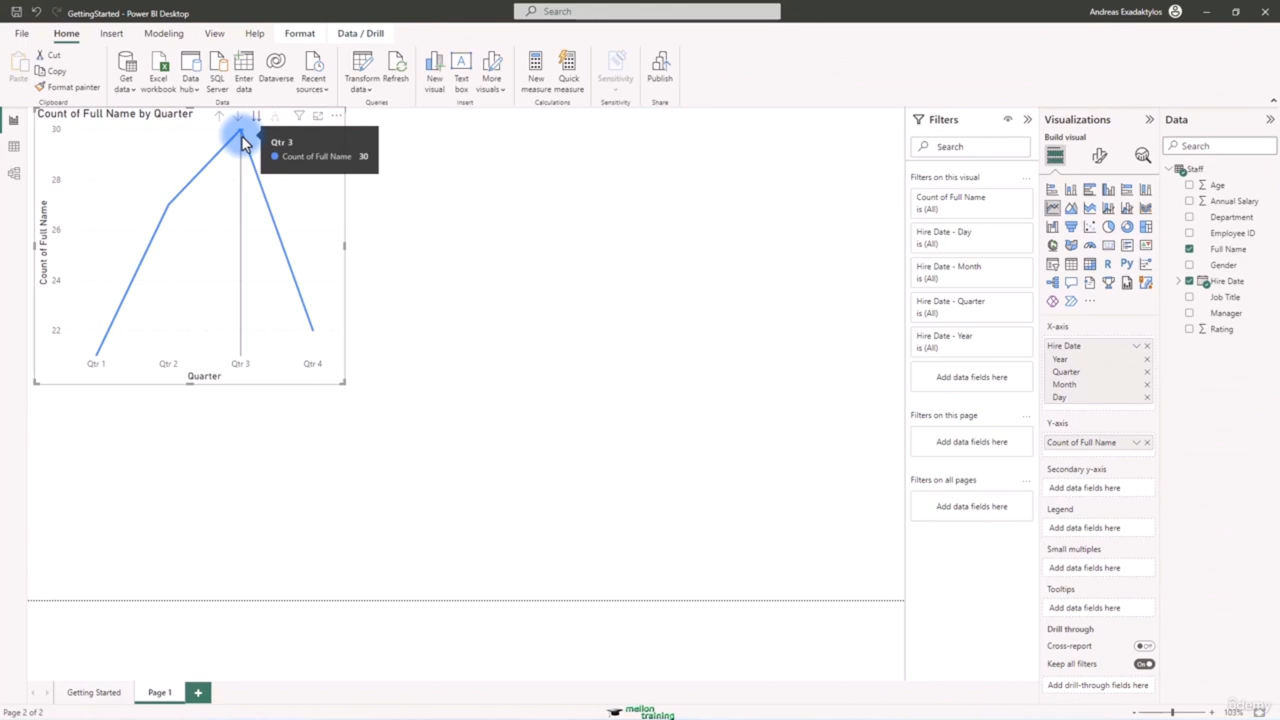 GettingStarted - Power BI Desktop
Search
Andreas Exadaktylos
File Home Insert Modeling View Help Format Data / Drill
Paste
Cut
Copy
Format painter
Clipboard
Get data
Excel workbook
Data hub
SQL Server
Enter data
Dataverse
Recent sources
Data
Transform data
Refresh
Queries
New visual
Text box
More visuals
Insert
New measure
Quick measure
Calculations
Sensitivity
Sensitivity
Publish
Share
Count of Full Name by Quarter
30
28
26
24
22
Count of Full Name
Qtr 1 Qtr 2 Qtr 3 Qtr 4
Quarter
Qtr 3
Count of Full Name 30
Filters
Search
Filters on this visual
Count of Full Name
is (All)
Hire Date - Day
is (All)
Hire Date - Month
is (All)
Hire Date - Quarter
is (All)
Hire Date - Year
is (All)
Add data fields here
Filters on this page
Add data fields here
Filters on all pages
Add data fields here
Visualizations
Build visual
R
Py
X-axis
Hire Date
Year
Quarter
Month
Day
Y-axis
Count of Full Name
Secondary y-axis
Add data fields here
Legend
Add data fields here
Small multiples
Add data fields here
Tooltips
Add data fields here
Drill through
Cross-report
Off
Keep all filters
On
Add drill-through fields here
Data
Search
Staff
Age
Annual Salary
Department
Employee ID
Full Name
Gender
Hire Date
Job Title
Manager
Rating
Getting Started
Page 1
Page 2 of 2
mellon
training
103%
ûdemy